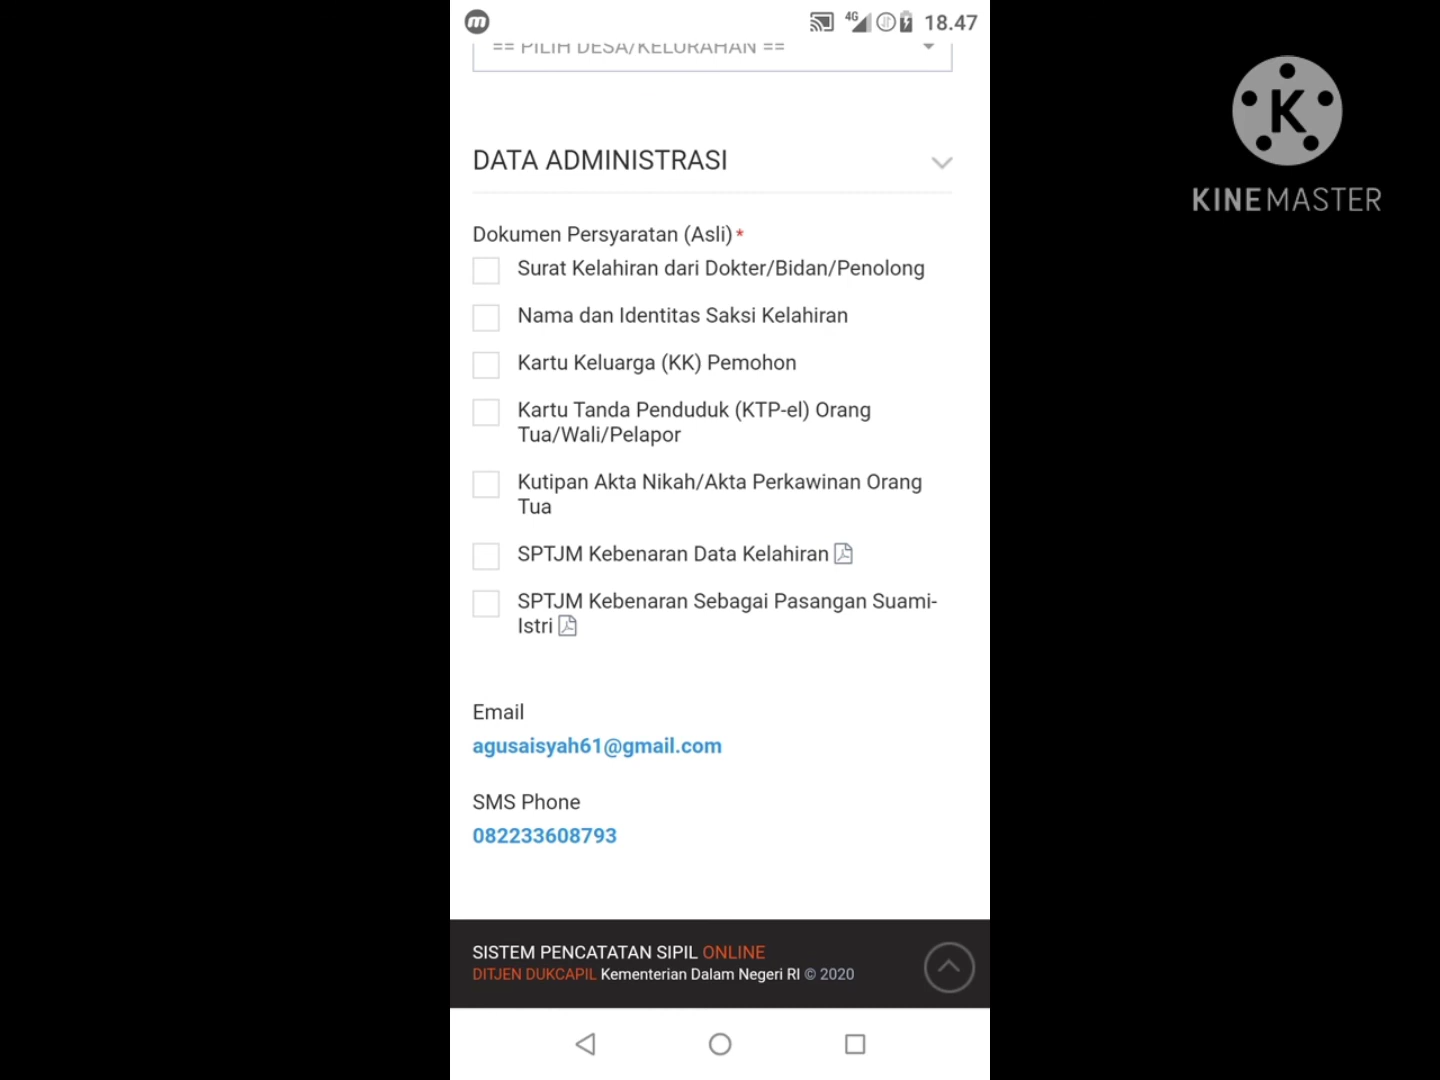 m
4G
18.47
== PILIH DESA/KELURAHAN ==
K
KINEMASTER
DATA ADMINISTRASI
Dokumen Persyaratan (Asli)*
Surat Kelahiran dari Dokter/Bidan/Penolong
Nama dan Identitas Saksi Kelahiran
Kartu Keluarga (KK) Pemohon
Kartu Tanda Penduduk (KTP-el) Orang
Tua/Wali/Pelapor
Kutipan Akta Nikah/Akta Perkawinan Orang
Tua
SPTJM Kebenaran Data Kelahiran
SPTJM Kebenaran Sebagai Pasangan Suami-
Istri
Email
agusaisyah61@gmail.com
SMS Phone
082233608793
SISTEM PENCATATAN SIPIL ONLINE
DITJEN DUKCAPIL Kementerian Dalam Negeri RI © 2020